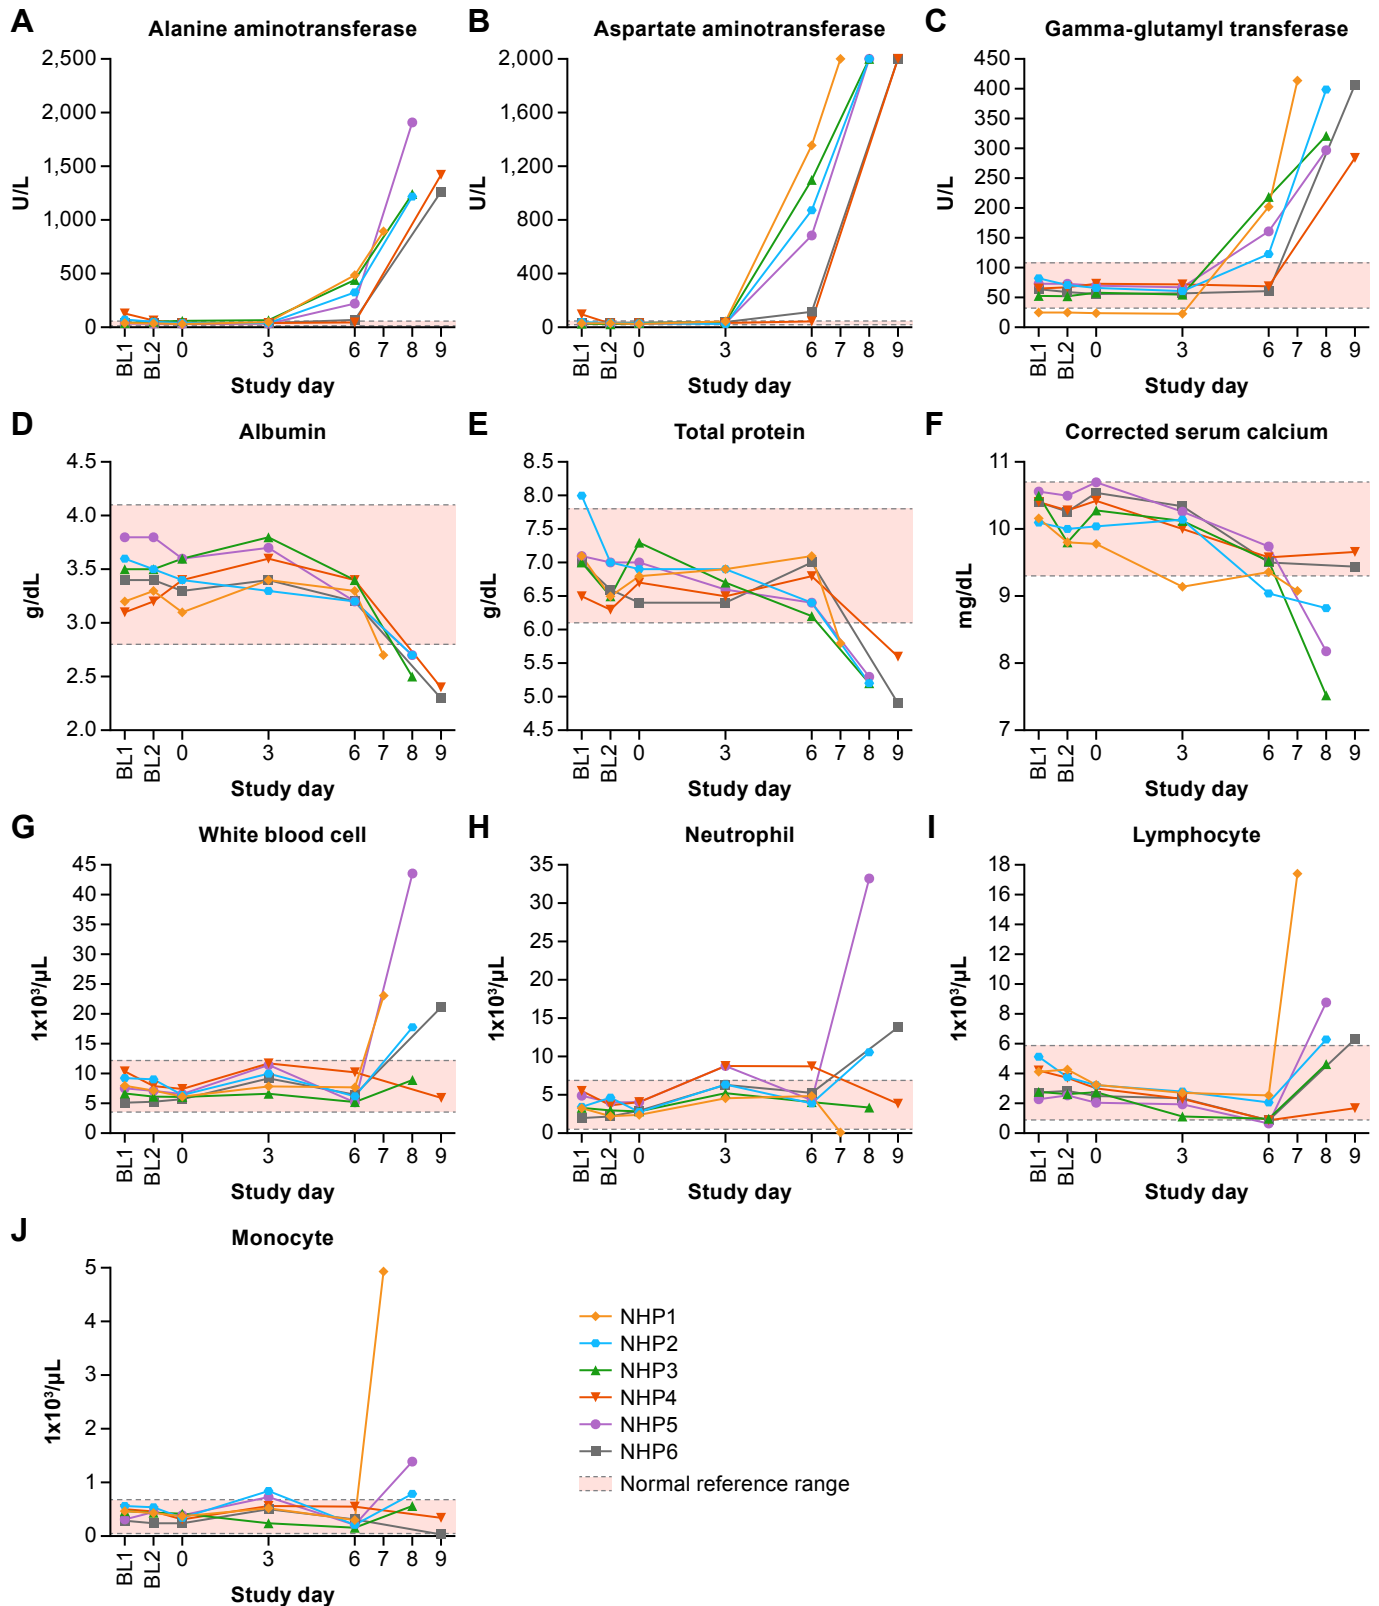 A
Alanine aminotransferase
U/L
2,500
2,000
1,500
1,000
500
0
BL1 BL2 0 3 6 7 8 9
Study day
B
Aspartate aminotransferase
U/L
2,000
1,600
1,200
800
400
0
BL1 BL2 0 3 6 7 8 9
Study day
C
Gamma-glutamyl transferase
U/L
450
400
350
300
250
200
150
100
50
0
BL1 BL2 0 3 6 7 8 9
Study day
D
Albumin
g/dL
4.5
4.0
3.5
3.0
2.5
2.0
BL1 BL2 0 3 6 7 8 9
Study day
E
Total protein
g/dL
8.5
8.0
7.5
7.0
6.5
6.0
5.5
5.0
4.5
BL1 BL2 0 3 6 7 8 9
Study day
F
Corrected serum calcium
mg/dL
11
10
9
8
7
BL1 BL2 0 3 6 7 8 9
Study day
G
White blood cell
1x10³/µL
45
40
35
30
25
20
15
10
5
0
BL1 BL2 0 3 6 7 8 9
Study day
H
Neutrophil
1x10³/µL
35
30
25
20
15
10
5
0
BL1 BL2 0 3 6 7 8 9
Study day
I
Lymphocyte
1x10³/µL
18
16
14
12
10
8
6
4
2
0
BL1 BL2 0 3 6 7 8 9
Study day
J
Monocyte
1x10³/µL
5
4
3
2
1
0
BL1 BL2 0 3 6 7 8 9
Study day
NHP1
NHP2
NHP3
NHP4
NHP5
NHP6
Normal reference range